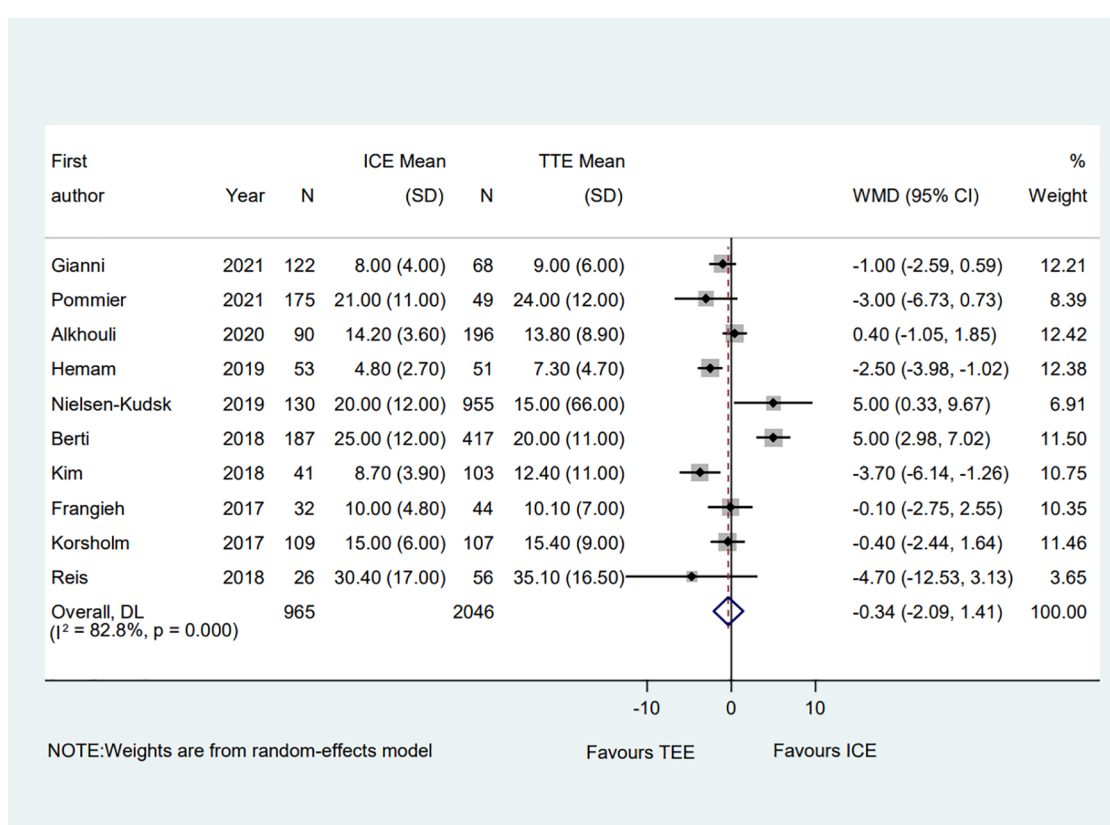 First ICE Mean TTE Mean %
author Year N (SD) N (SD) WMD (95% CI) Weight
Gianni 2021 122 8.00 (4.00) 68 9.00 (6.00) -1.00 (-2.59, 0.59) 12.21
Pommier 2021 175 21.00 (11.00) 49 24.00 (12.00) -3.00 (-6.73, 0.73) 8.39
Alkhouli 2020 90 14.20 (3.60) 196 13.80 (8.90) 0.40 (-1.05, 1.85) 12.42
Hemam 2019 53 4.80 (2.70) 51 7.30 (4.70) -2.50 (-3.98, -1.02) 12.38
Nielsen-Kudsk 2019 130 20.00 (12.00) 955 15.00 (66.00) 5.00 (0.33, 9.67) 6.91
Berti 2018 187 25.00 (12.00) 417 20.00 (11.00) 5.00 (2.98, 7.02) 11.50
Kim 2018 41 8.70 (3.90) 103 12.40 (11.00) -3.70 (-6.14, -1.26) 10.75
Frangieh 2017 32 10.00 (4.80) 44 10.10 (7.00) -0.10 (-2.75, 2.55) 10.35
Korsholm 2017 109 15.00 (6.00) 107 15.40 (9.00) -0.40 (-2.44, 1.64) 11.46
Reis 2018 26 30.40 (17.00) 56 35.10 (16.50) -4.70 (-12.53, 3.13) 3.65
Overall, DL 965 2046 -0.34 (-2.09, 1.41) 100.00
(I² = 82.8%, p = 0.000)
-10 0 10
NOTE:Weights are from random-effects model Favours TEE Favours ICE